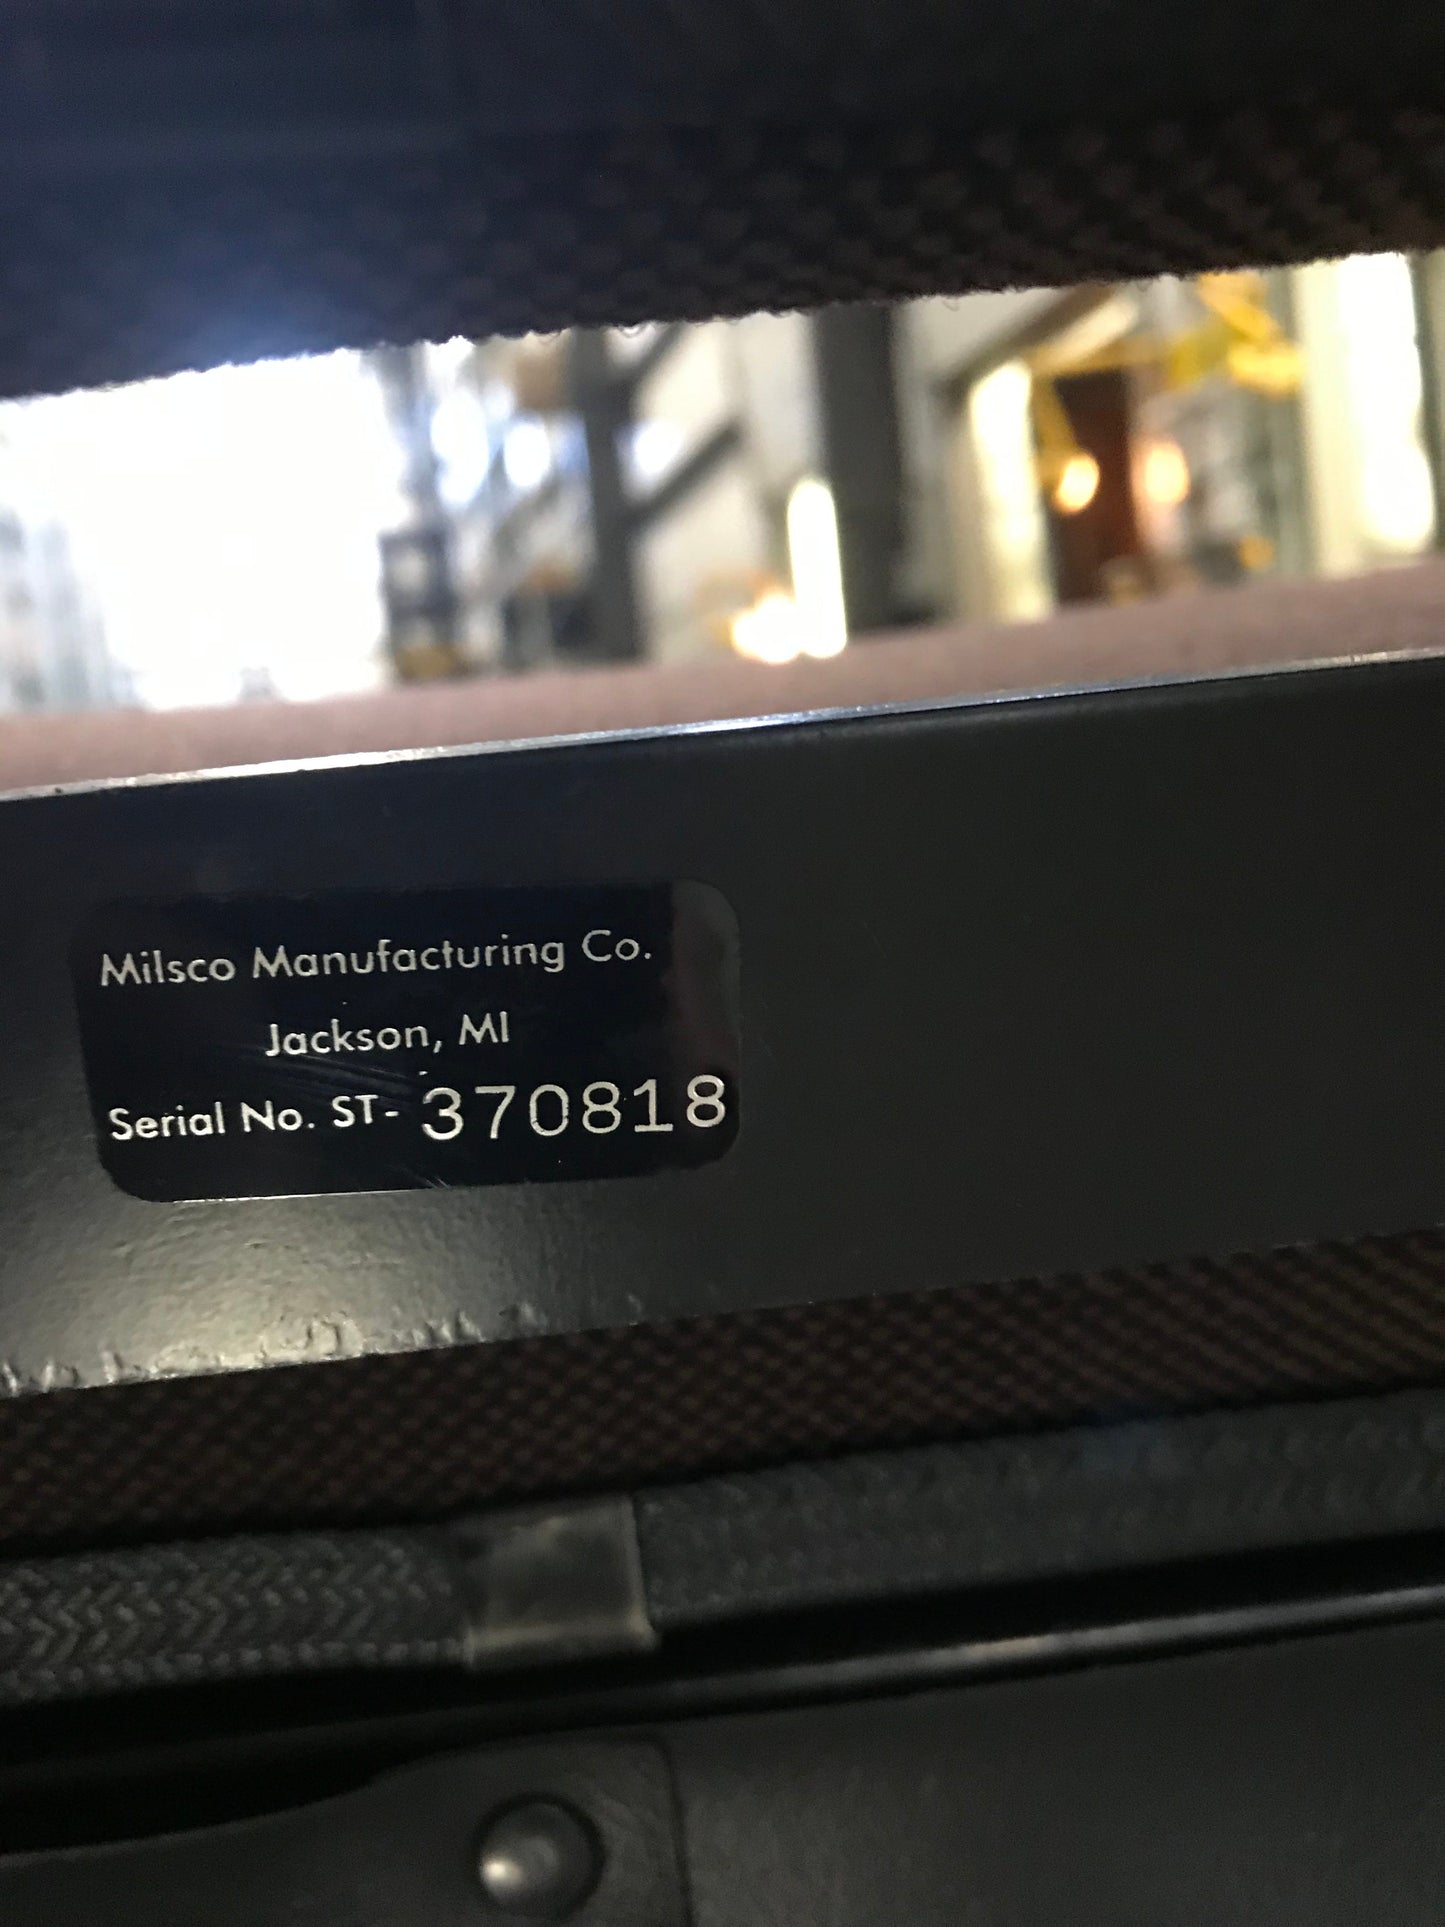 Milsco Manufacturing Co.
Jackson, MI
Serial No. ST- 370818